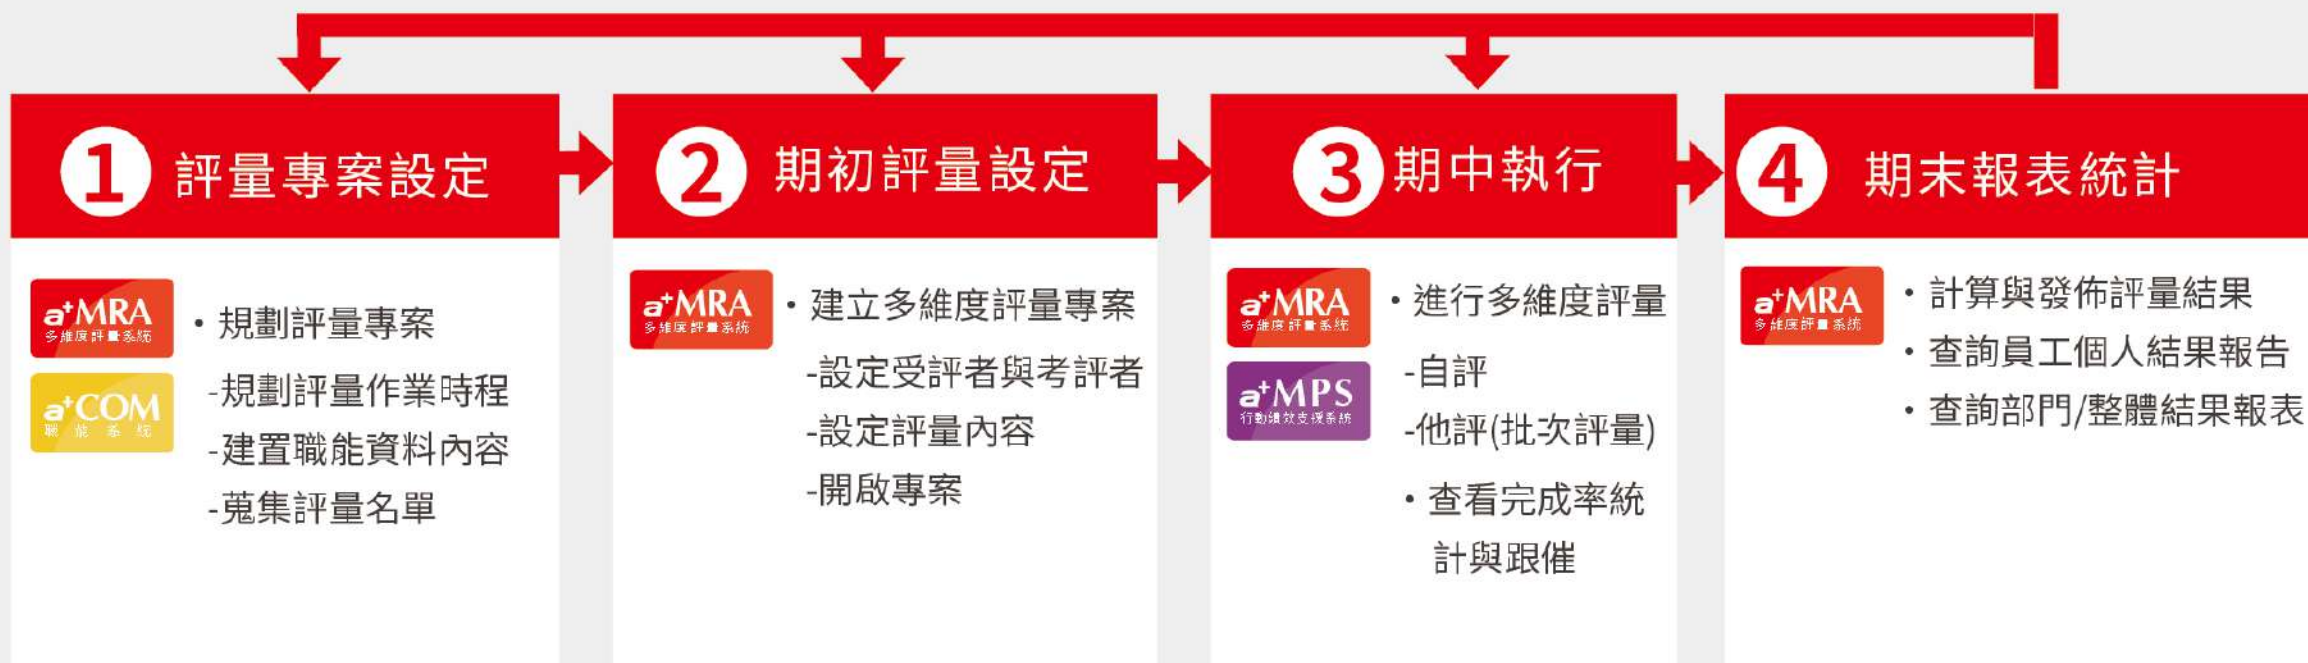 1 評量專案設定
a+MRA
多維度評量系統
a+COM
職能系統
・規劃評量專案
-規劃評量作業時程
-建置職能資料內容
-蒐集評量名單
2 期初評量設定
a+MRA
多維度評量系統
・建立多維度評量專案
-設定受評者與考評者
-設定評量內容
-開啟專案
3 期中執行
a+MRA
多維度評量系統
a+MPS
行動績效支援系統
・進行多維度評量
-自評
-他評(批次評量)
・查看完成率統
計與跟催
4 期末報表統計
a+MRA
多維度評量系統
・計算與發佈評量結果
・查詢員工個人結果報告
・查詢部門/整體結果報表